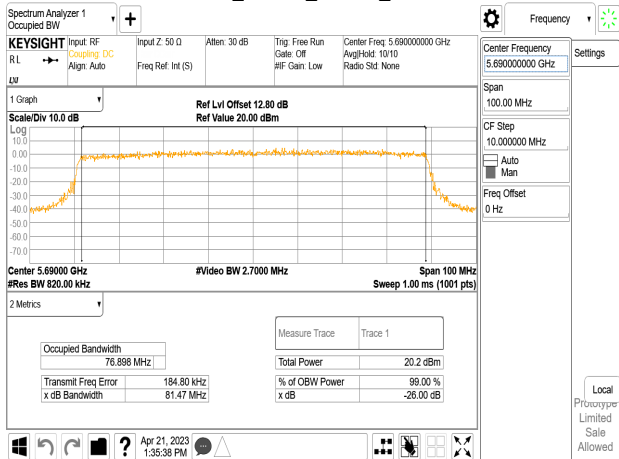 Spectrum Analyzer 1
Occupied BW
Frequency
KEYSIGHT
RL
LXI
Input: RF
Coupling: DC
Align: Auto
Input Z: 50 Ω
Freq Ref: Int (S)
Atten: 30 dB
Trig: Free Run
Gate: Off
#IF Gain: Low
Center Freq: 5.690000000 GHz
Avg|Hold: 10/10
Radio Std: None
Center Frequency
5.690000000 GHz
Settings
Span
100.00 MHz
CF Step
10.000000 MHz
Auto
Man
Freq Offset
0 Hz
1 Graph
Ref Lvl Offset 12.80 dB
Scale/Div 10.0 dB
Ref Value 20.00 dBm
Log
10.0
0.00
-10.0
-20.0
-30.0
-40.0
-50.0
-60.0
-70.0
Center 5.69000 GHz
#Video BW 2.7000 MHz
Span 100 MHz
#Res BW 820.00 kHz
Sweep 1.00 ms (1001 pts)
2 Metrics
Measure Trace
Trace 1
Occupied Bandwidth
76.898 MHz
Total Power
20.2 dBm
Transmit Freq Error
184.80 kHz
% of OBW Power
99.00 %
x dB Bandwidth
81.47 MHz
x dB
-26.00 dB
Local
Prototype
Limited
Sale
Allowed
?
Apr 21, 2023
1:35:38 PM